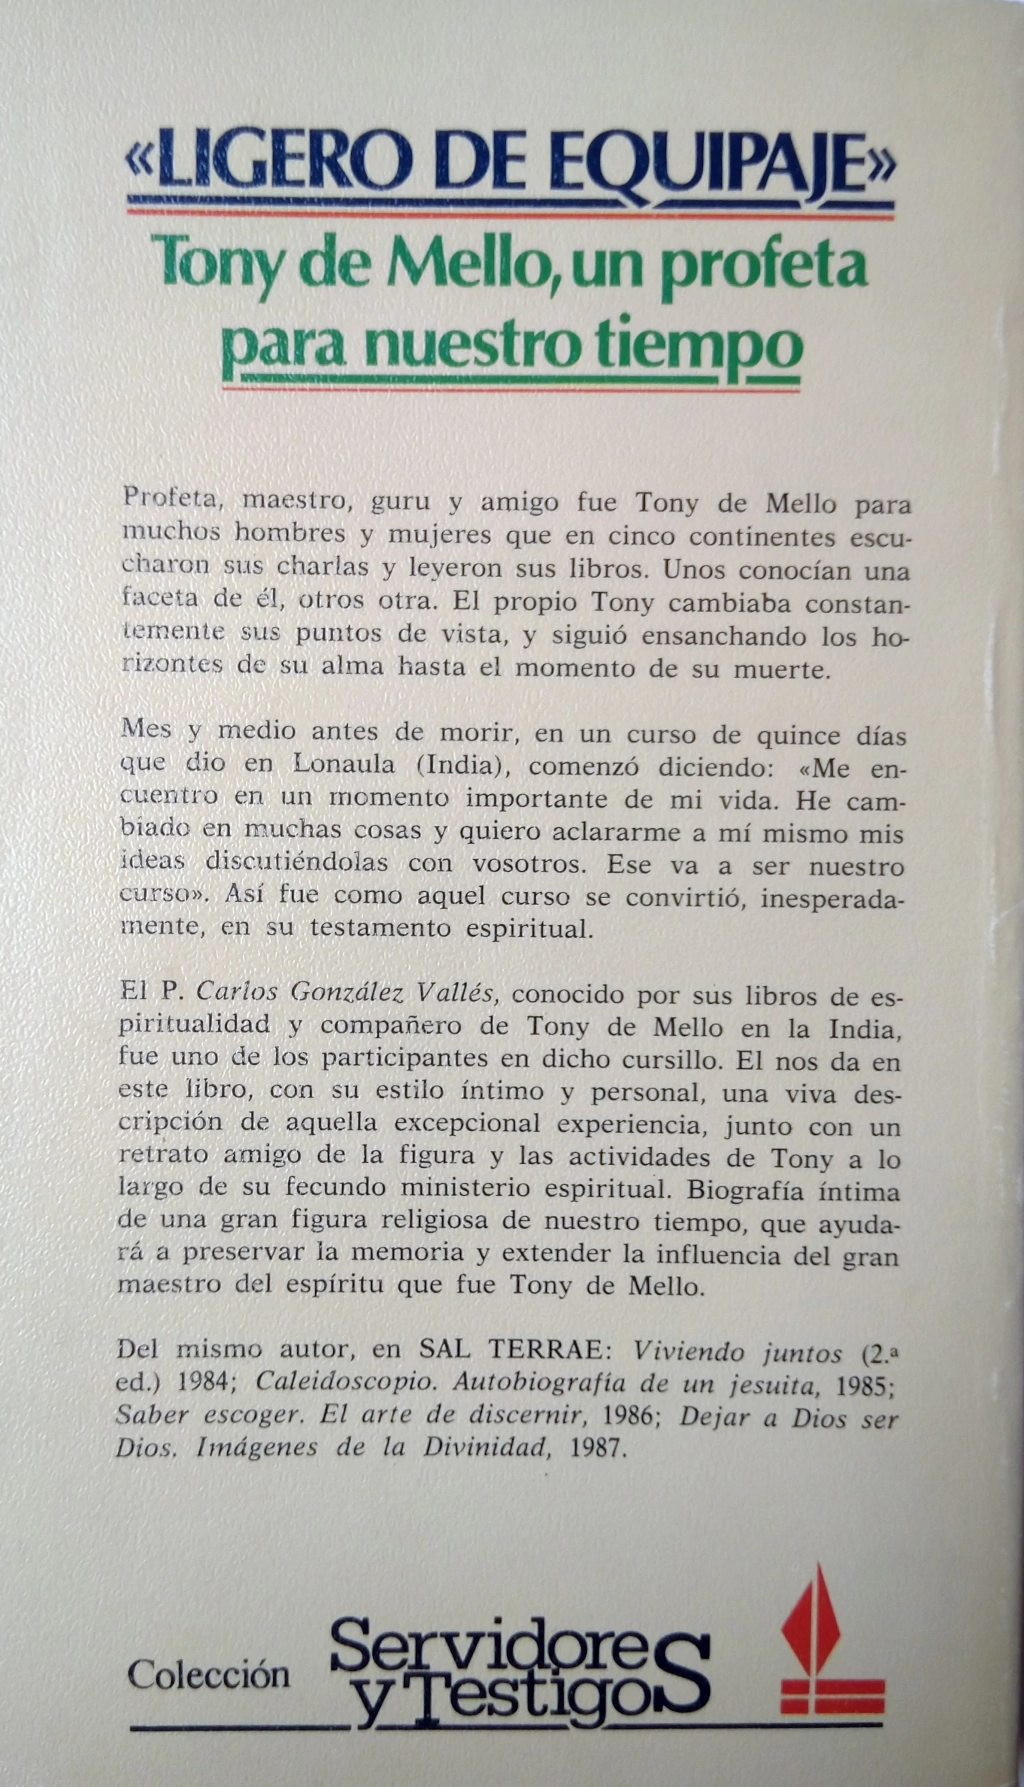 «LIGERO DE EQUIPAJE»
Tony de Mello, un profeta
para nuestro tiempo
Profeta, maestro, guru y amigo fue Tony de Mello para
muchos hombres y mujeres que en cinco continentes escu-
charon sus charlas y leyeron sus libros. Unos conocían una
faceta de él, otros otra. El propio Tony cambiaba constan-
temente sus puntos de vista, y siguió ensanchando los ho-
rizontes de su alma hasta el momento de su muerte.
Mes y medio antes de morir, en un curso de quince días
que dio en Lonaula (India), comenzó diciendo: «Me en-
cuentro en un momento importante de mi vida. He cam-
biado en muchas cosas y quiero aclararme a mí mismo mis
ideas discutiéndolas con vosotros. Ese va a ser nuestro
curso». Así fue como aquel curso se convirtió, inesperada-
mente, en su testamento espiritual.
El P. Carlos González Vallés, conocido por sus libros de es-
piritualidad y compañero de Tony de Mello en la India,
fue uno de los participantes en dicho cursillo. El nos da en
este libro, con su estilo íntimo y personal, una viva des-
cripción de aquella excepcional experiencia, junto con un
retrato amigo de la figura y las actividades de Tony a lo
largo de su fecundo ministerio espiritual. Biografía íntima
de una gran figura religiosa de nuestro tiempo, que ayuda-
rá a preservar la memoria y extender la influencia del gran
maestro del espíritu que fue Tony de Mello.
Del mismo autor, en SAL TERRAE: Viviendo juntos (2.ª
ed.) 1984; Caleidoscopio. Autobiografía de un jesuita, 1985;
Saber escoger. El arte de discernir, 1986; Dejar a Dios ser
Dios. Imágenes de la Divinidad, 1987.
Colección Servidores
y Testigos